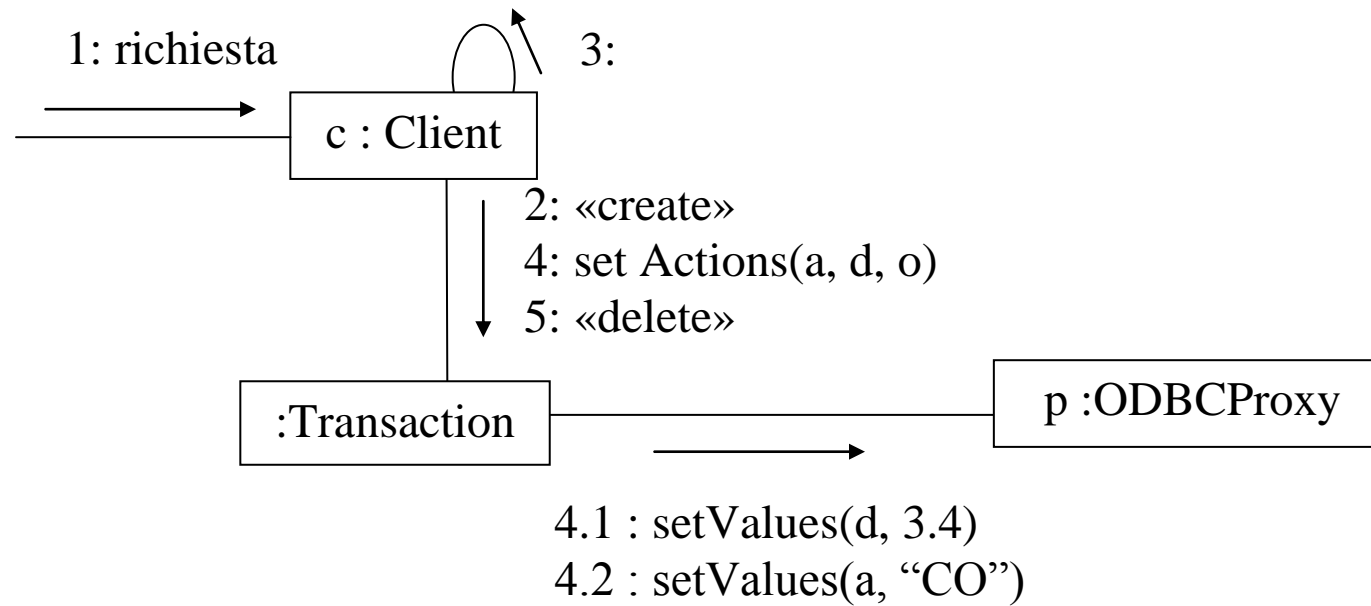 1: richiesta
3:
c : Client
2: «create»
4: set Actions(a, d, o)
5: «delete»
:Transaction
p :ODBCProxy
4.1 : setValues(d, 3.4)
4.2 : setValues(a, “CO”)